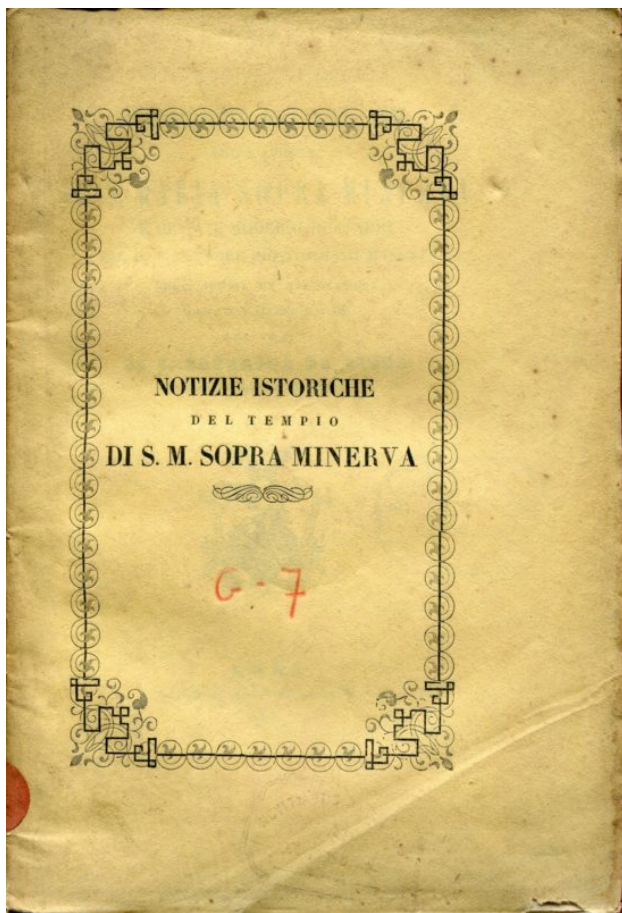 NOTIZIE ISTORICHE
DEL TEMPIO
DI S. M. SOPRA MINERVA
G-7